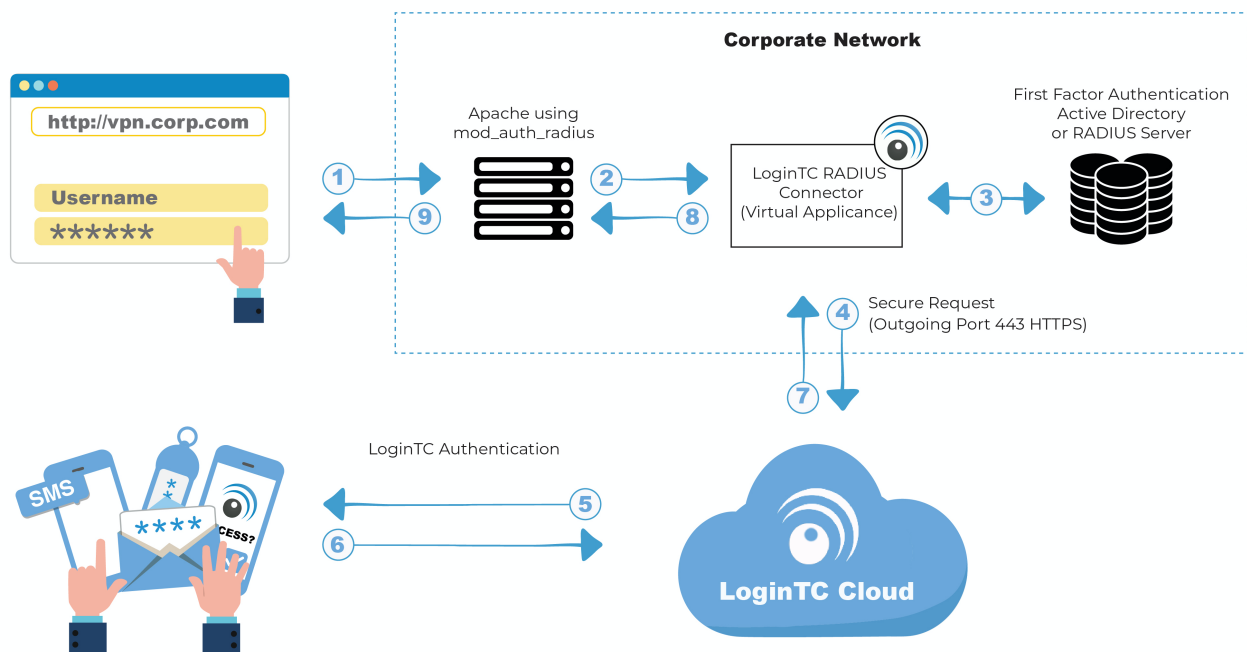 Corporate Network
http://vpn.corp.com
Username
******
1
9
Apache using
mod_auth_radius
2
8
LoginTC RADIUS
Connector
(Virtual Applicance)
3
First Factor Authentication
Active Directory
or RADIUS Server
4
Secure Request
(Outgoing Port 443 HTTPS)
7
LoginTC Authentication
5
6
SMS
**
****
CESS?
LoginTC Cloud